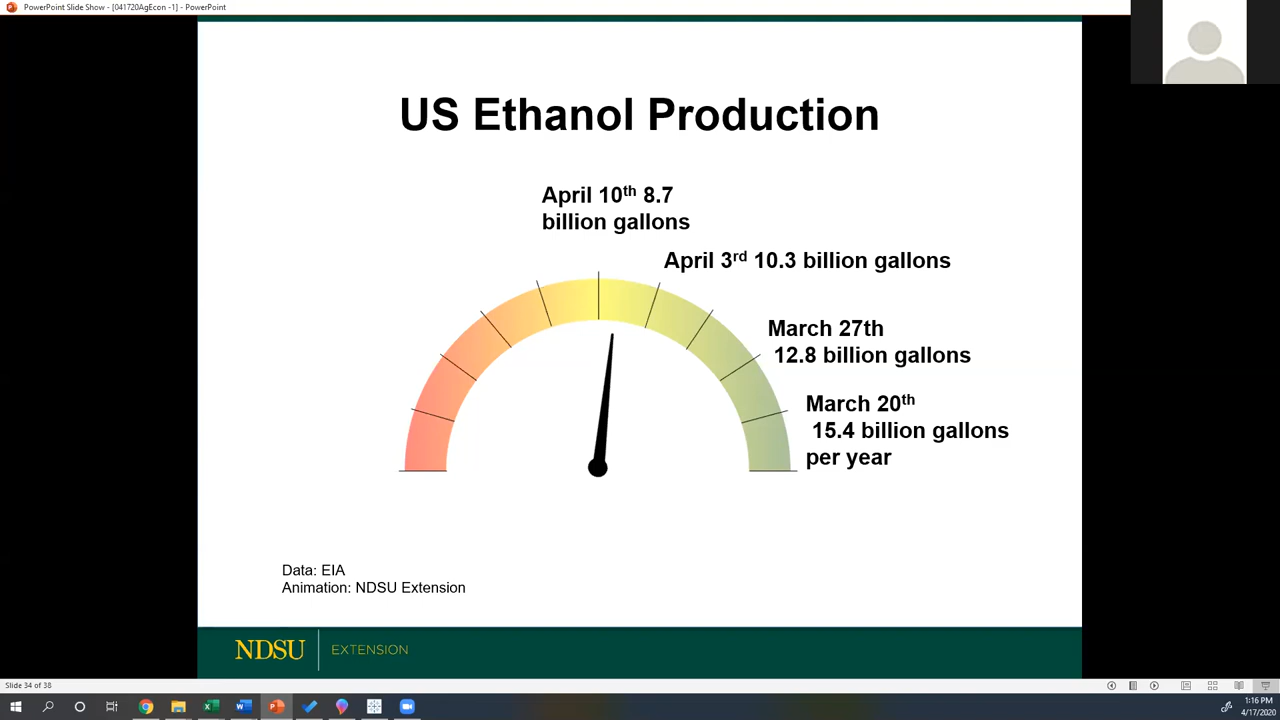 PowerPoint Slide Show - [041720AgEcon -1] - PowerPoint
US Ethanol Production
April 10th 8.7
billion gallons
April 3rd 10.3 billion gallons
March 27th
12.8 billion gallons
March 20th
15.4 billion gallons
per year
Data: EIA
Animation: NDSU Extension
NDSU EXTENSION
Slide 34 of 38
1:16 PM
4/17/2020